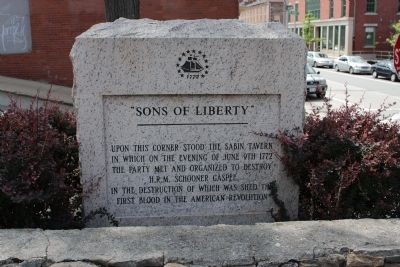 1772
"SONS OF LIBERTY"
UPON THIS CORNER STOOD THE SABIN TAVERN
IN WHICH ON THE EVENING OF JUNE 9TH 1772
THE PARTY MET AND ORGANIZED TO DESTROY
H.R.M. SCHOONER GASPEE
IN THE DESTRUCTION OF WHICH WAS SHED THE
FIRST BLOOD IN THE AMERICAN REVOLUTION